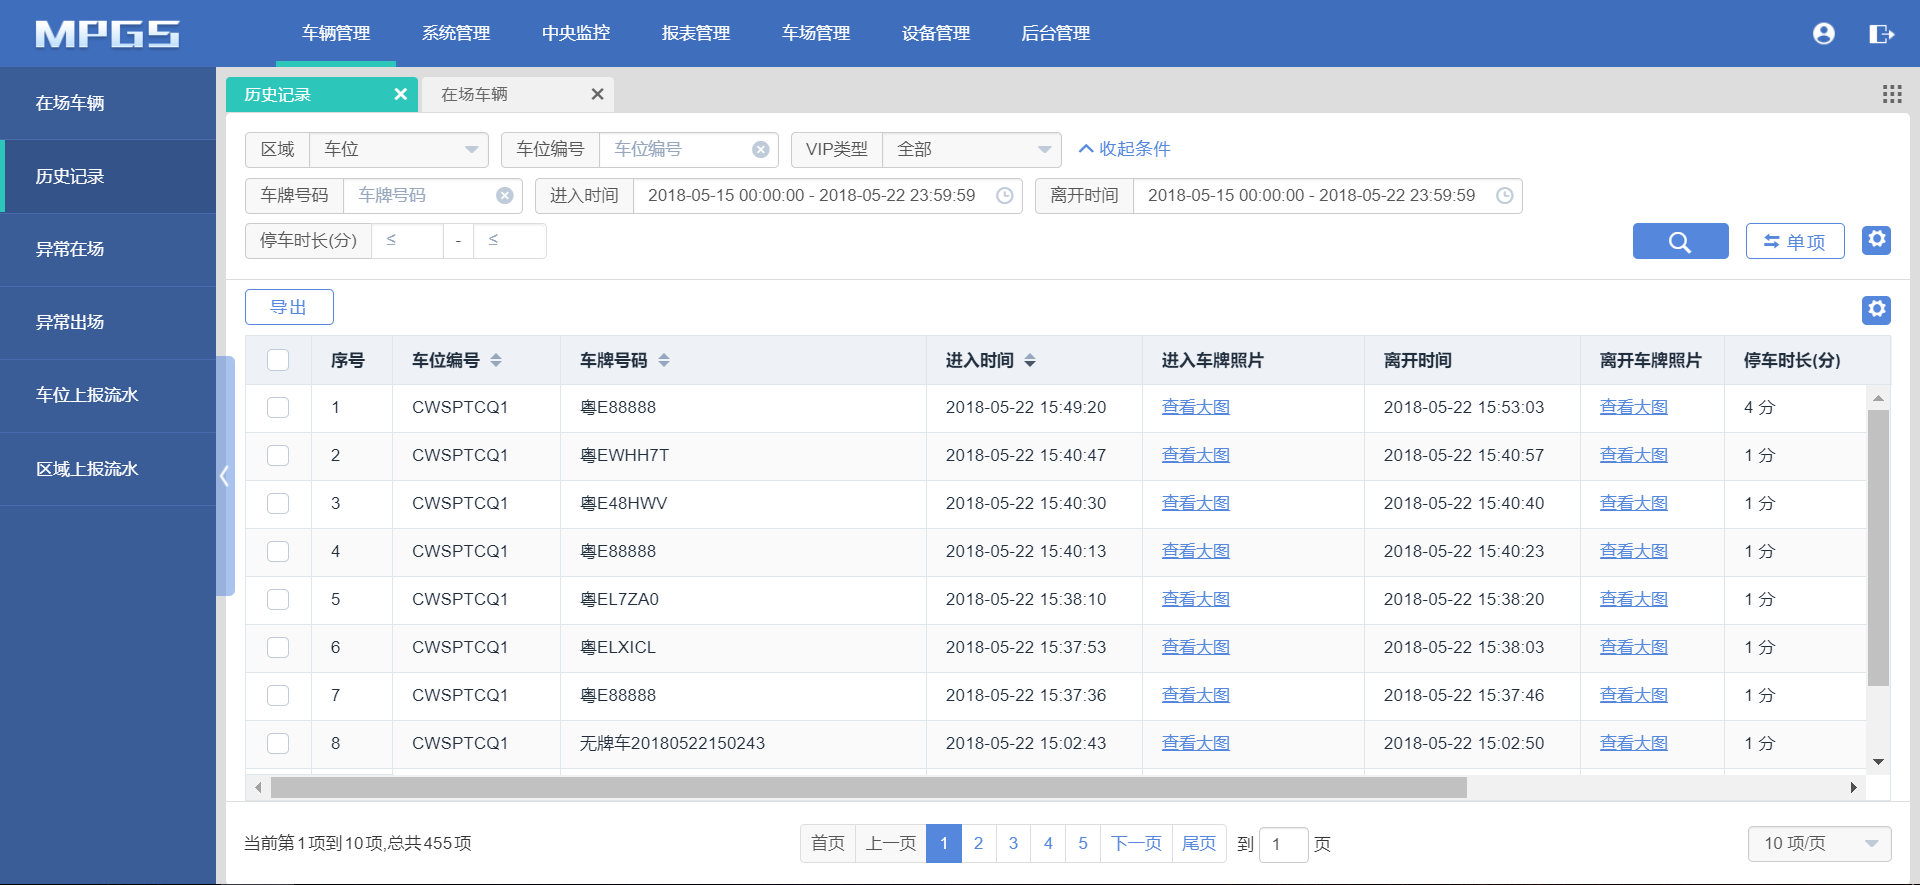 MPGS 车辆管理 系统管理 中央监控 报表管理 车场管理 设备管理 后台管理
在场车辆
历史记录
异常在场
异常出场
车位上报流水
区域上报流水
历史记录 在场车辆
区域 车位 车位编号 车位编号 VIP类型 全部 收起条件
车牌号码 车牌号码 进入时间 2018-05-15 00:00:00 - 2018-05-22 23:59:59 离开时间 2018-05-15 00:00:00 - 2018-05-22 23:59:59
停车时长(分) ≤ - ≤ 单项
导出
序号 车位编号 车牌号码 进入时间 进入车牌照片 离开时间 离开车牌照片 停车时长(分)
1 CWSPTCQ1 粤E88888 2018-05-22 15:49:20 查看大图 2018-05-22 15:53:03 查看大图 4 分
2 CWSPTCQ1 粤EWHH7T 2018-05-22 15:40:47 查看大图 2018-05-22 15:40:57 查看大图 1 分
3 CWSPTCQ1 粤E48HWV 2018-05-22 15:40:30 查看大图 2018-05-22 15:40:40 查看大图 1 分
4 CWSPTCQ1 粤E88888 2018-05-22 15:40:13 查看大图 2018-05-22 15:40:23 查看大图 1 分
5 CWSPTCQ1 粤EL7ZA0 2018-05-22 15:38:10 查看大图 2018-05-22 15:38:20 查看大图 1 分
6 CWSPTCQ1 粤ELXICL 2018-05-22 15:37:53 查看大图 2018-05-22 15:38:03 查看大图 1 分
7 CWSPTCQ1 粤E88888 2018-05-22 15:37:36 查看大图 2018-05-22 15:37:46 查看大图 1 分
8 CWSPTCQ1 无牌车20180522150243 2018-05-22 15:02:43 查看大图 2018-05-22 15:02:50 查看大图 1 分
当前第1项到10项,总共455项 首页 上一页 1 2 3 4 5 下一页 尾页 到 1 页 10 项/页